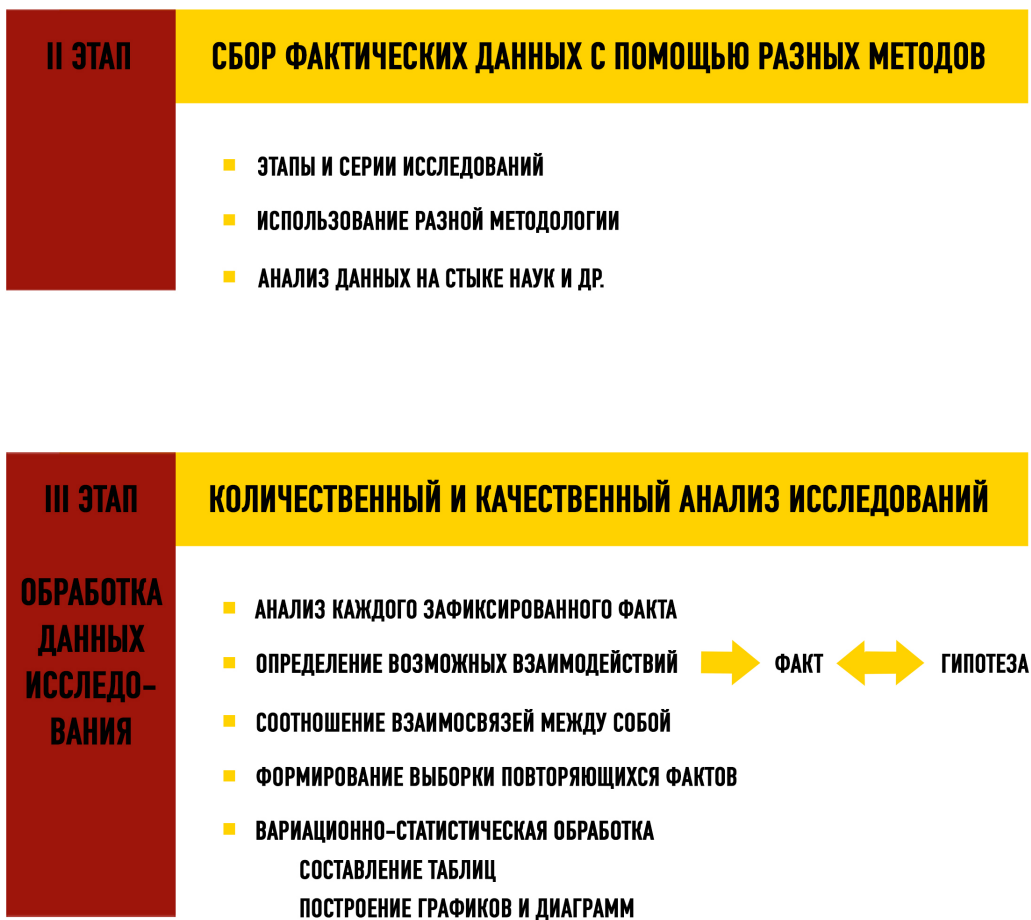 II ЭТАП
СБОР ФАКТИЧЕСКИХ ДАННЫХ С ПОМОЩЬЮ РАЗНЫХ МЕТОДОВ
ЭТАПЫ И СЕРИИ ИССЛЕДОВАНИЙ
ИСПОЛЬЗОВАНИЕ РАЗНОЙ МЕТОДОЛОГИИ
АНАЛИЗ ДАННЫХ НА СТЫКЕ НАУК И ДР.
III ЭТАП
ОБРАБОТКА
ДАННЫХ
ИССЛЕДО-
ВАНИЯ
КОЛИЧЕСТВЕННЫЙ И КАЧЕСТВЕННЫЙ АНАЛИЗ ИССЛЕДОВАНИЙ
АНАЛИЗ КАЖДОГО ЗАФИКСИРОВАННОГО ФАКТА
ОПРЕДЕЛЕНИЕ ВОЗМОЖНЫХ ВЗАИМОДЕЙСТВИЙ ФАКТ ГИПОТЕЗА
СООТНОШЕНИЕ ВЗАИМОСВЯЗЕЙ МЕЖДУ СОБОЙ
ФОРМИРОВАНИЕ ВЫБОРКИ ПОВТОРЯЮЩИХСЯ ФАКТОВ
ВАРИАЦИОННО-СТАТИСТИЧЕСКАЯ ОБРАБОТКА
СОСТАВЛЕНИЕ ТАБЛИЦ
ПОСТРОЕНИЕ ГРАФИКОВ И ДИАГРАММ